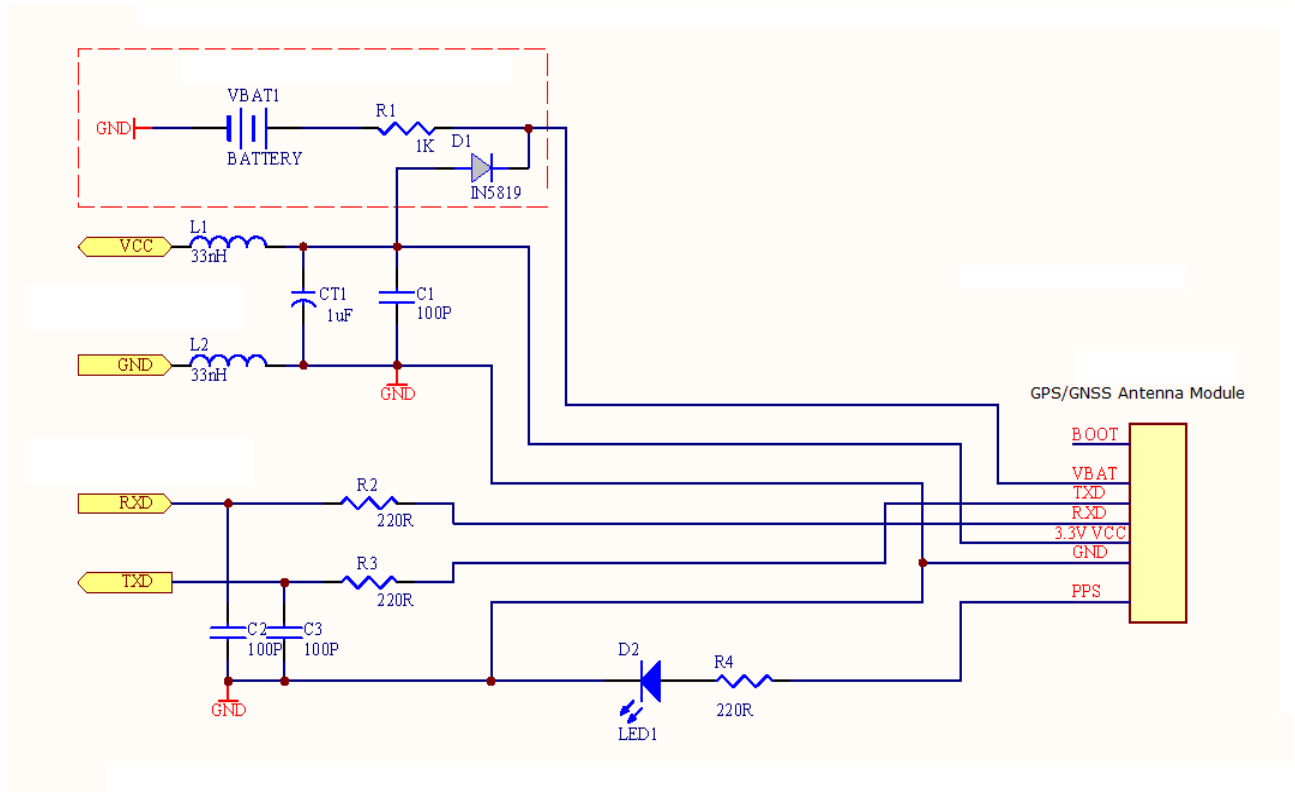 VBAT1
R1
GND
1K
D1
BATTERY
IN5819
L1
VCC
33nH
CT1
1uF
C1
100P
L2
GND
33nH
GND
GPS/GNSS Antenna Module
BOOT
VBAT
TXD
RXD
3.3V VCC
GND
PPS
R2
RXD
220R
R3
TXD
220R
C2
100P
C3
100P
GND
D2
LED1
R4
220R